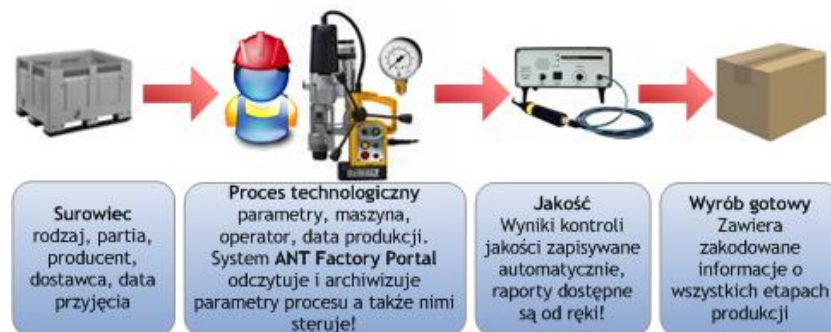 Surowiec
rodzaj, partia,
producent,
dostawca, data
przyjęcia
Proces technologiczny
parametry, maszyna,
operator, data produkcji.
System ANT Factory Portal
odczytuje i archiwizuje
parametry procesu a także nimi
steruje!
Jakość
Wyniki kontroli
jakości zapisywane
automatycznie,
raporty dostępne
są od ręki!
Wyrób gotowy
Zawiera
zakodowane
informacje o
wszystkich etapach
produkcji